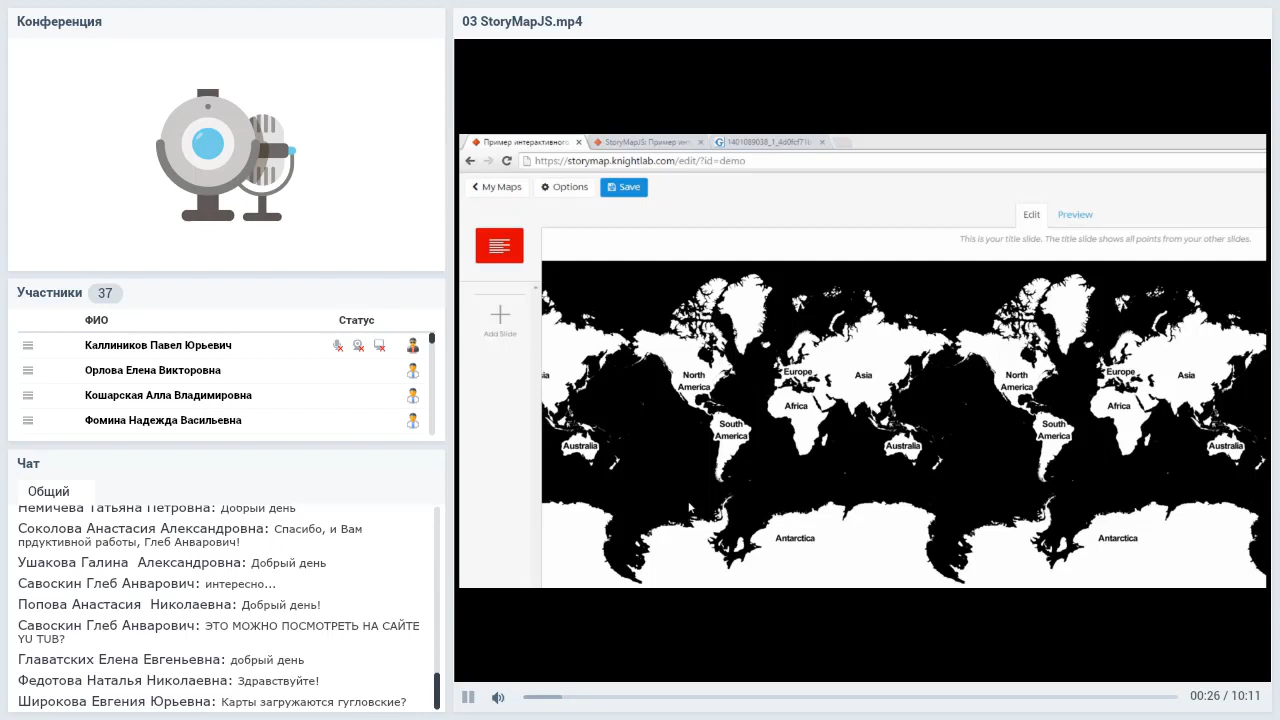 Конференция
03 StoryMapJS.mp4
Участники 37
ФИО Статус
Каллиников Павел Юрьевич
Орлова Елена Викторовна
Кошарская Алла Владимировна
Фомина Надежда Васильевна
Чат
Общий
Немичева Татьяна Петровна: Добрый день
Соколова Анастасия Александровна: Спасибо, и Вам
прдуктивной работы, Глеб Анварович!
Ушакова Галина Александровна: Добрый день
Савоскин Глеб Анварович: интересно...
Попова Анастасия Николаевна: Добрый день!
Савоскин Глеб Анварович: ЭТО МОЖНО ПОСМОТРЕТЬ НА САЙТЕ
YU TUB?
Главатских Елена Евгеньевна: добрый день
Федотова Наталья Николаевна: Здравствуйте!
Широкова Евгения Юрьевна: Карты загружаются гугловские?
Пример интерактивного
StoryMapJS: Пример
https://storymap.knightlab.com/edit/?id=demo
My Maps Options Save
Edit Preview
This is your title slide. The title slide shows all points from your other slides.
Add Slide
North
America
Europe
Asia
Africa
South
America
Australia
Australia
Antarctica
North
America
Europe
Asia
Africa
South
America
Australia
Antarctica
00:26 / 10:11